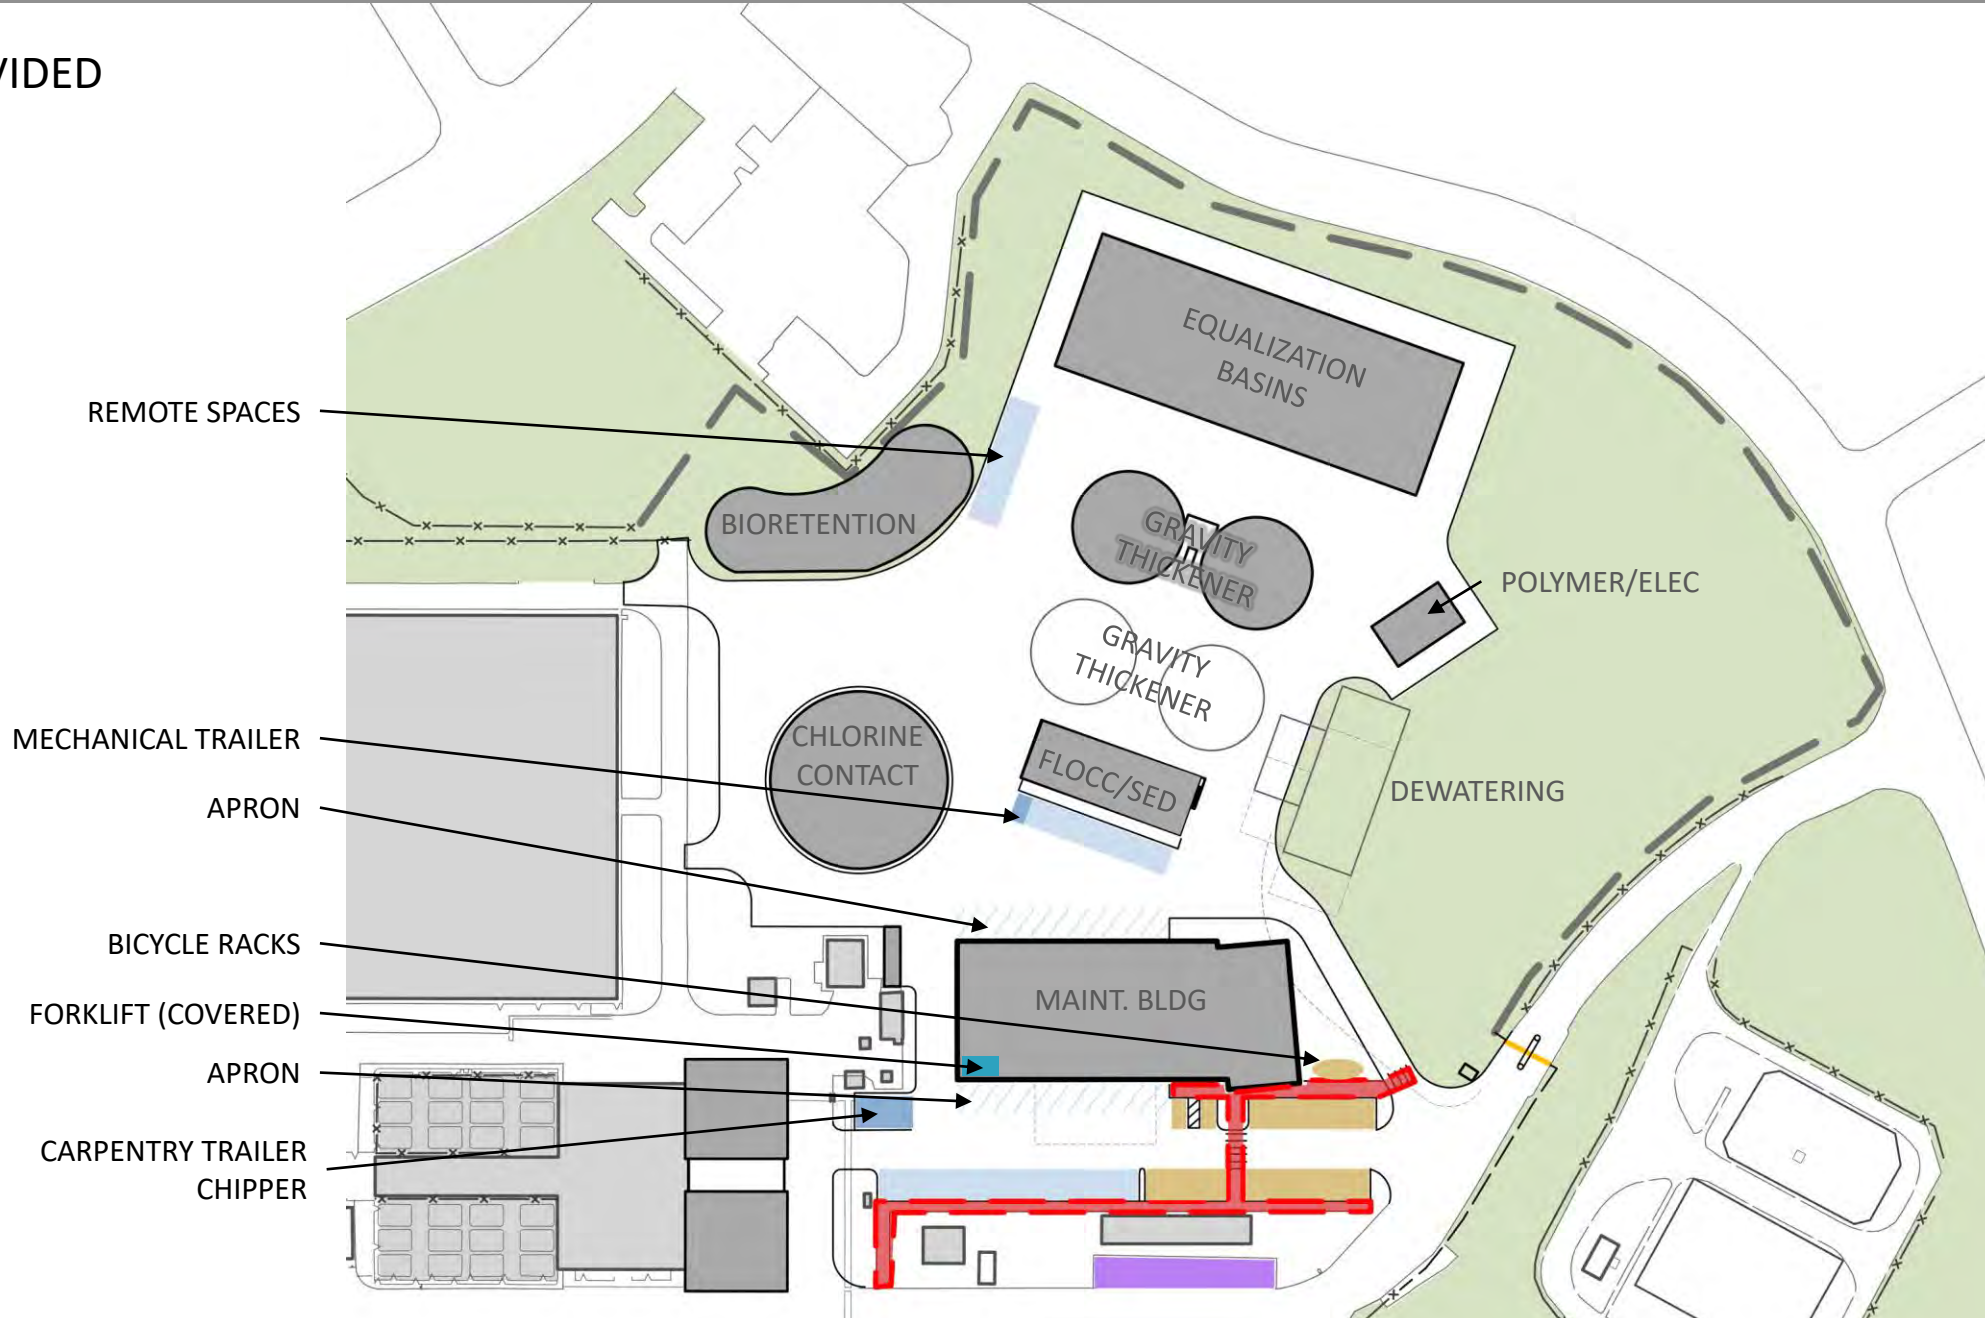 VIDED
EQUALIZATION
BASINS
REMOTE SPACES
BIORETENTION
GRAVITY
THICKENER
POLYMER/ELEC
GRAVITY
THICKENER
MECHANICAL TRAILER
CHLORINE
CONTACT
FLOCC/SED
DEWATERING
APRON
BICYCLE RACKS
MAINT. BLDG
FORKLIFT (COVERED)
APRON
CARPENTRY TRAILER
CHIPPER